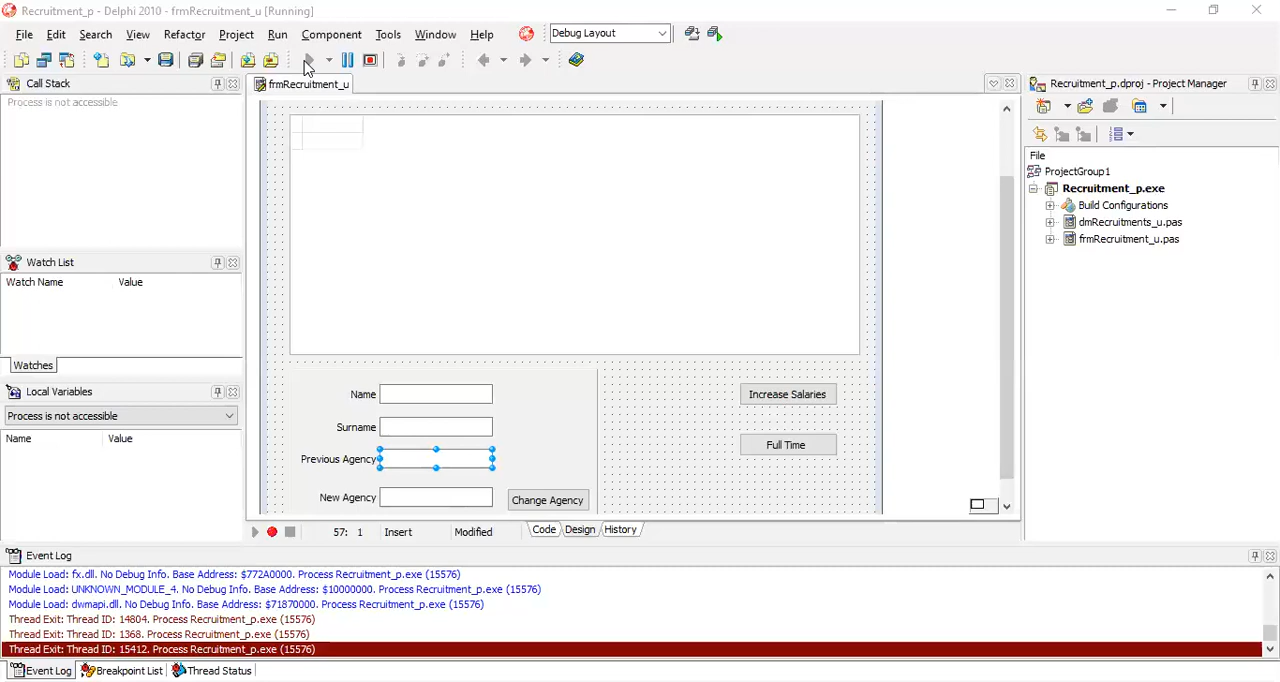 Recruitment_p - Delphi 2010 - frmRecruitment_u [Running]
File Edit Search View Refactor Project Run Component Tools Window Help Debug Layout
Call Stack
frmRecruitment_u
Recruitment_p.dproj - Project Manager
Process is not accessible
File
ProjectGroup1
Recruitment_p.exe
Build Configurations
dmRecruitments_u.pas
frmRecruitment_u.pas
Watch List
Watch Name Value
Watches
Local Variables
Process is not accessible
Name Value
Name
Increase Salaries
Surname
Full Time
Previous Agency
New Agency
Change Agency
57: 1 Insert Modified Code Design History
Event Log
Module Load: fx.dll. No Debug Info. Base Address: $772A0000. Process Recruitment_p.exe (15576)
Module Load: UNKNOWN_MODULE_4. No Debug Info. Base Address: $10000000. Process Recruitment_p.exe (15576)
Module Load: dwmapi.dll. No Debug Info. Base Address: $71870000. Process Recruitment_p.exe (15576)
Thread Exit: Thread ID: 14804. Process Recruitment_p.exe (15576)
Thread Exit: Thread ID: 1368. Process Recruitment_p.exe (15576)
Thread Exit: Thread ID: 15412. Process Recruitment_p.exe (15576)
Event Log Breakpoint List Thread Status